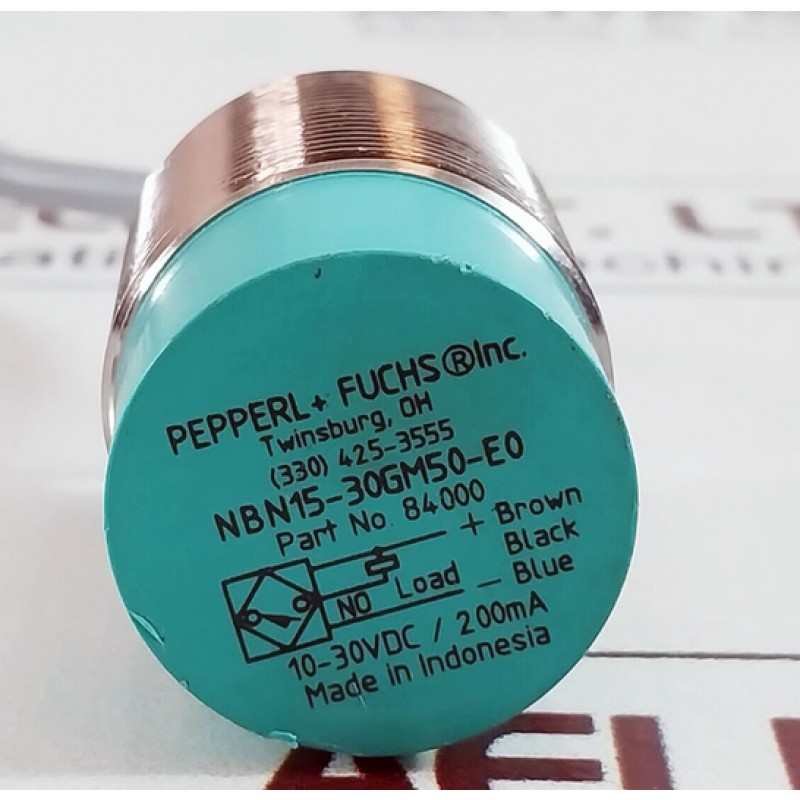 PEPPERL+ FUCHS®Inc.
Twinsburg, OH
(330) 425-3555
NBN15-30GM50-E0
Part No. 84000
+ Brown
Black
NO Load
– Blue
10-30VDC / 200mA
Made in Indonesia